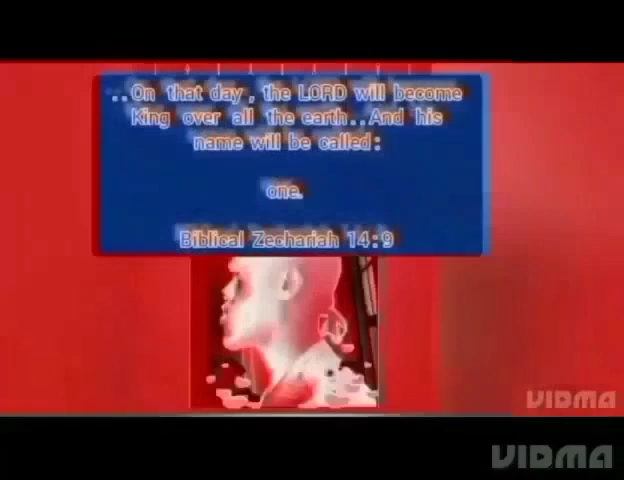 ..On that day, the LORD will become
King over all the earth..And his
name will be called:
one.
Biblical Zechariah 14:9
VIDMA
VIDMA